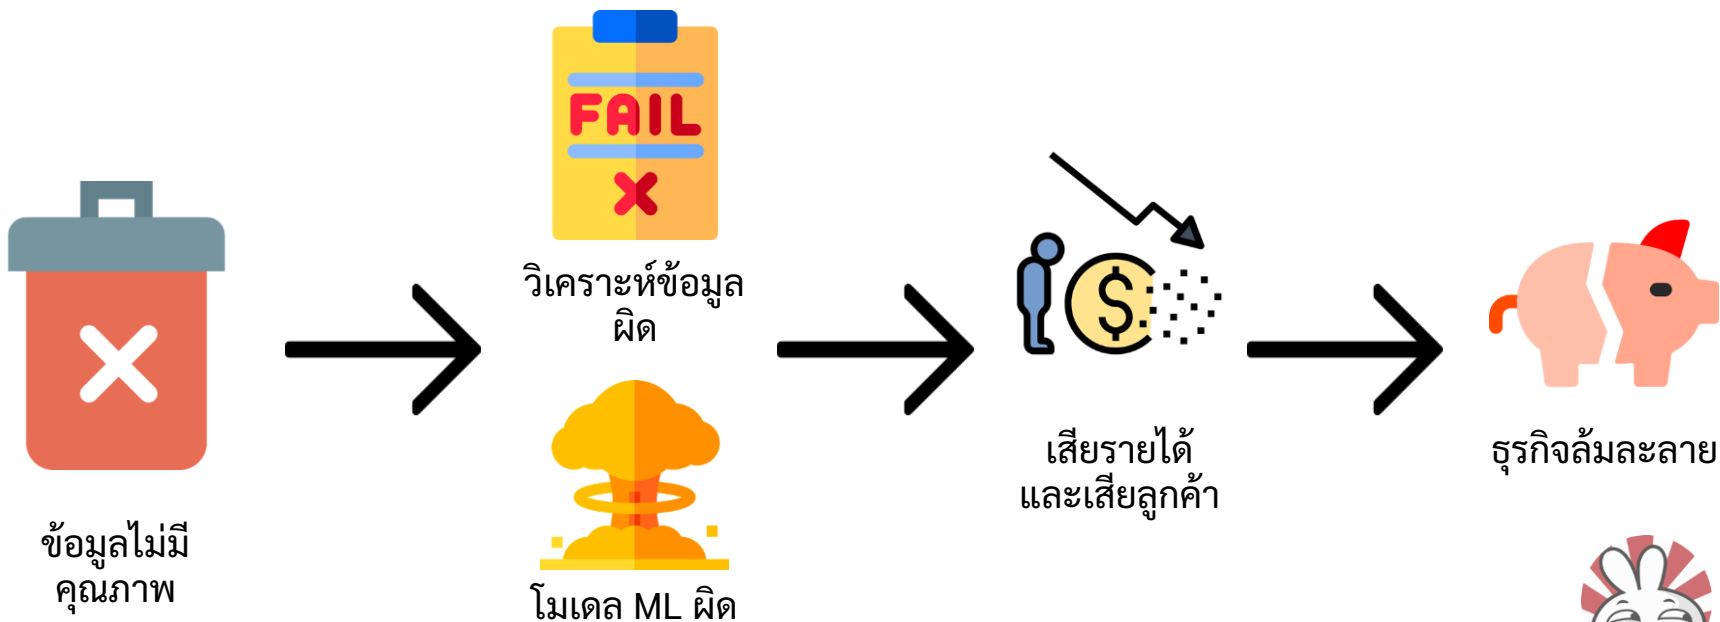 ข้อมูลไม่มี
คุณภาพ
FAIL
วิเคราะห์ข้อมูล
ผิด
โมเดล ML ผิด
เสียรายได้
และเสียลูกค้า
ธุรกิจล้มละลาย